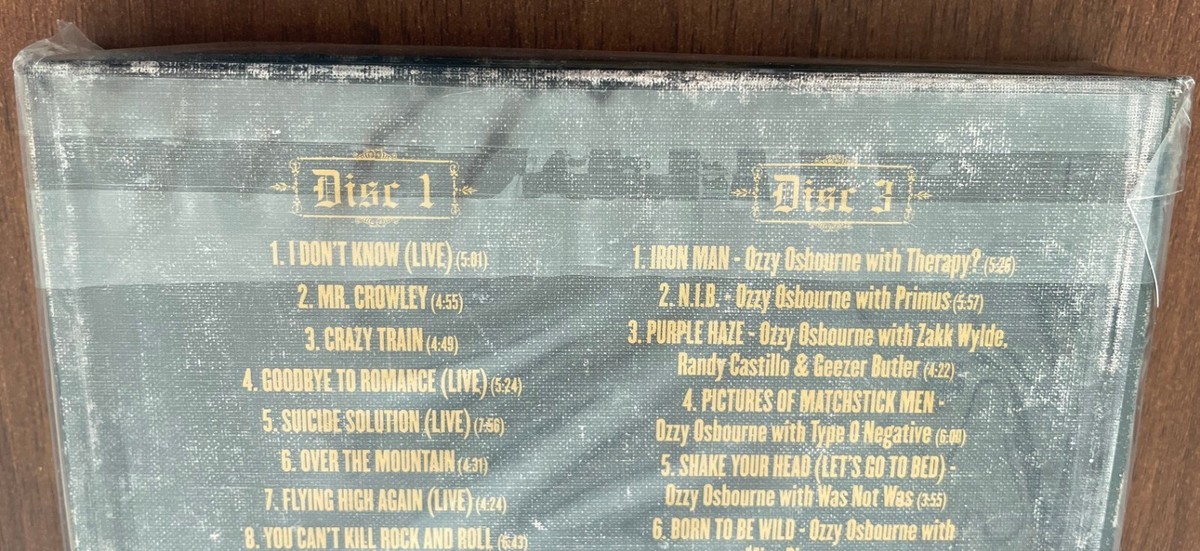 Disc 1
1. I DON'T KNOW (LIVE) (5:01)
2. MR. CROWLEY (4:55)
3. CRAZY TRAIN (4:49)
4. GOODBYE TO ROMANCE (LIVE) (5:24)
5. SUICIDE SOLUTION (LIVE) (7:56)
6. OVER THE MOUNTAIN (4:31)
7. FLYING HIGH AGAIN (LIVE) (4:24)
8. YOU CAN'T KILL ROCK AND ROLL (6:43)
Disc 3
1. IRON MAN - Ozzy Osbourne with Therapy? (5:26)
2. N.I.B. - Ozzy Osbourne with Primus (5:57)
3. PURPLE HAZE - Ozzy Osbourne with Zakk Wylde,
Randy Castillo & Geezer Butler (4:22)
4. PICTURES OF MATCHSTICK MEN -
Ozzy Osbourne with Type O Negative (6:00)
5. SHAKE YOUR HEAD (LET'S GO TO BED) -
Ozzy Osbourne with Was Not Was (3:55)
6. BORN TO BE WILD - Ozzy Osbourne with